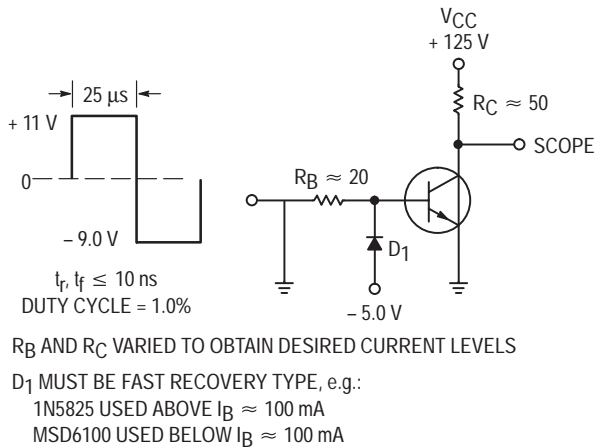 V_CC
+ 125 V
25 μs
+ 11 V
R_C ≈ 50
SCOPE
0
R_B ≈ 20
– 9.0 V
D_1
t_r, t_f ≤ 10 ns
DUTY CYCLE = 1.0%
– 5.0 V
R_B AND R_C VARIED TO OBTAIN DESIRED CURRENT LEVELS
D_1 MUST BE FAST RECOVERY TYPE, e.g.:
1N5825 USED ABOVE I_B ≈ 100 mA
MSD6100 USED BELOW I_B ≈ 100 mA